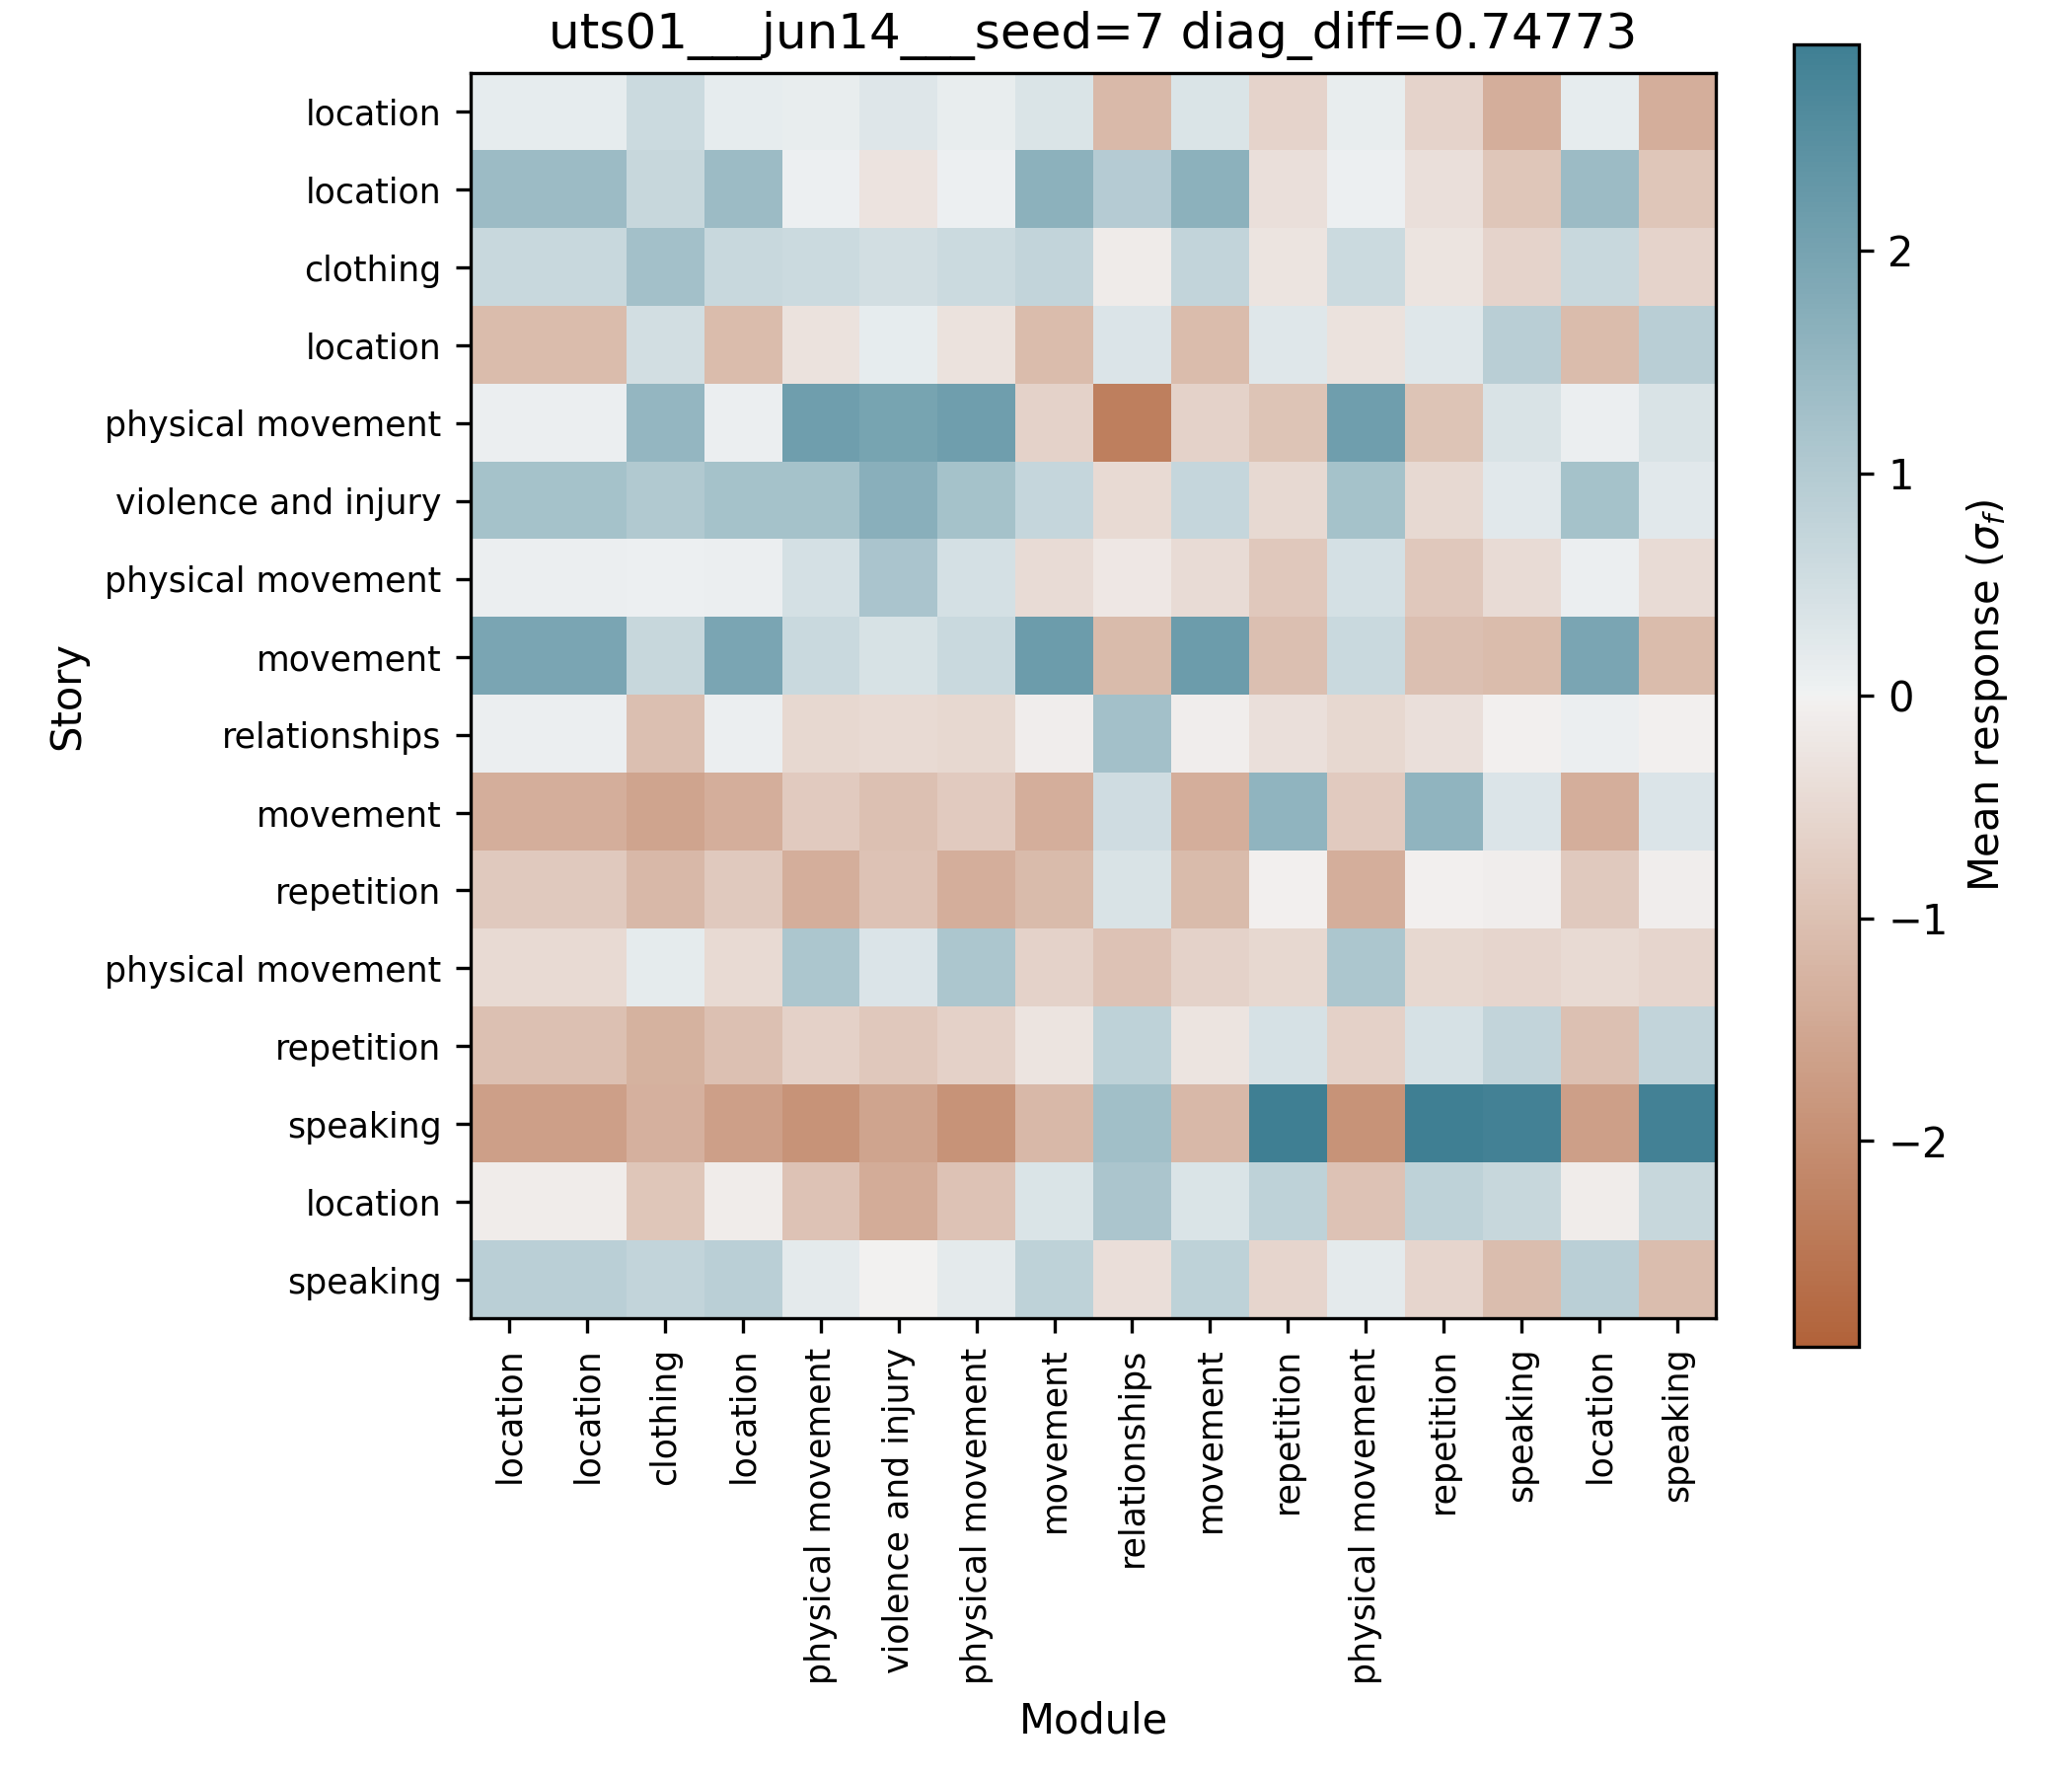 uts01___jun14___seed=7 diag_diff=0.74773
location
location
clothing
location
physical movement
violence and injury
physical movement
movement
relationships
movement
repetition
physical movement
repetition
speaking
location
speaking
Story
location
location
clothing
location
physical movement
violence and injury
physical movement
movement
relationships
movement
repetition
physical movement
repetition
speaking
location
speaking
Module
2
1
0
−1
−2
Mean response (σf)